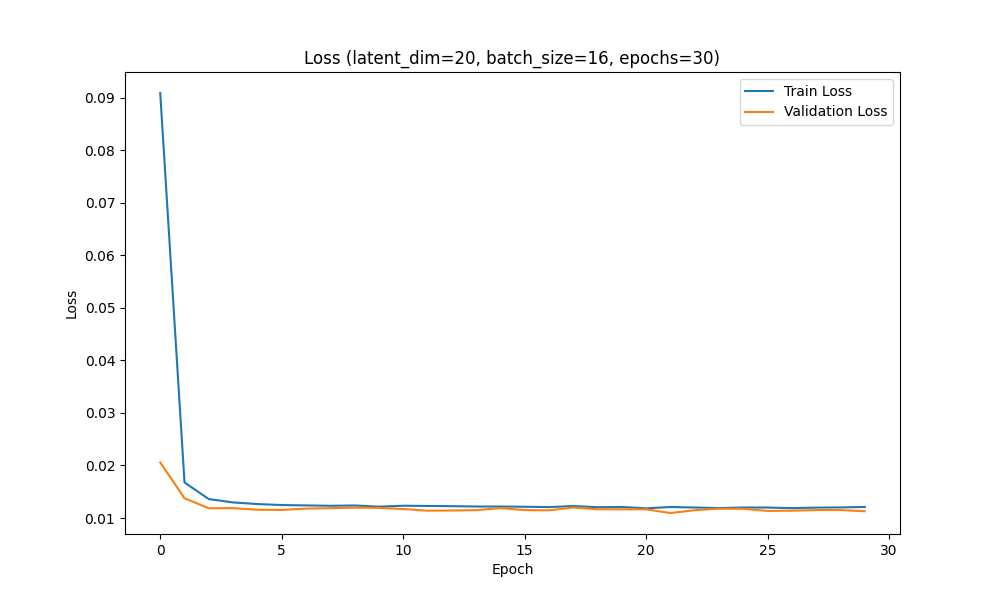 Loss (latent_dim=20, batch_size=16, epochs=30)
Train Loss
Validation Loss
0.09
0.08
0.07
0.06
0.05
0.04
0.03
0.02
0.01
Loss
0 5 10 15 20 25 30
Epoch